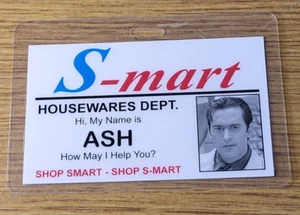 S-mart
HOUSEWARES DEPT.
Hi, My Name is
ASH
How May I Help You?
SHOP SMART - SHOP S-MART